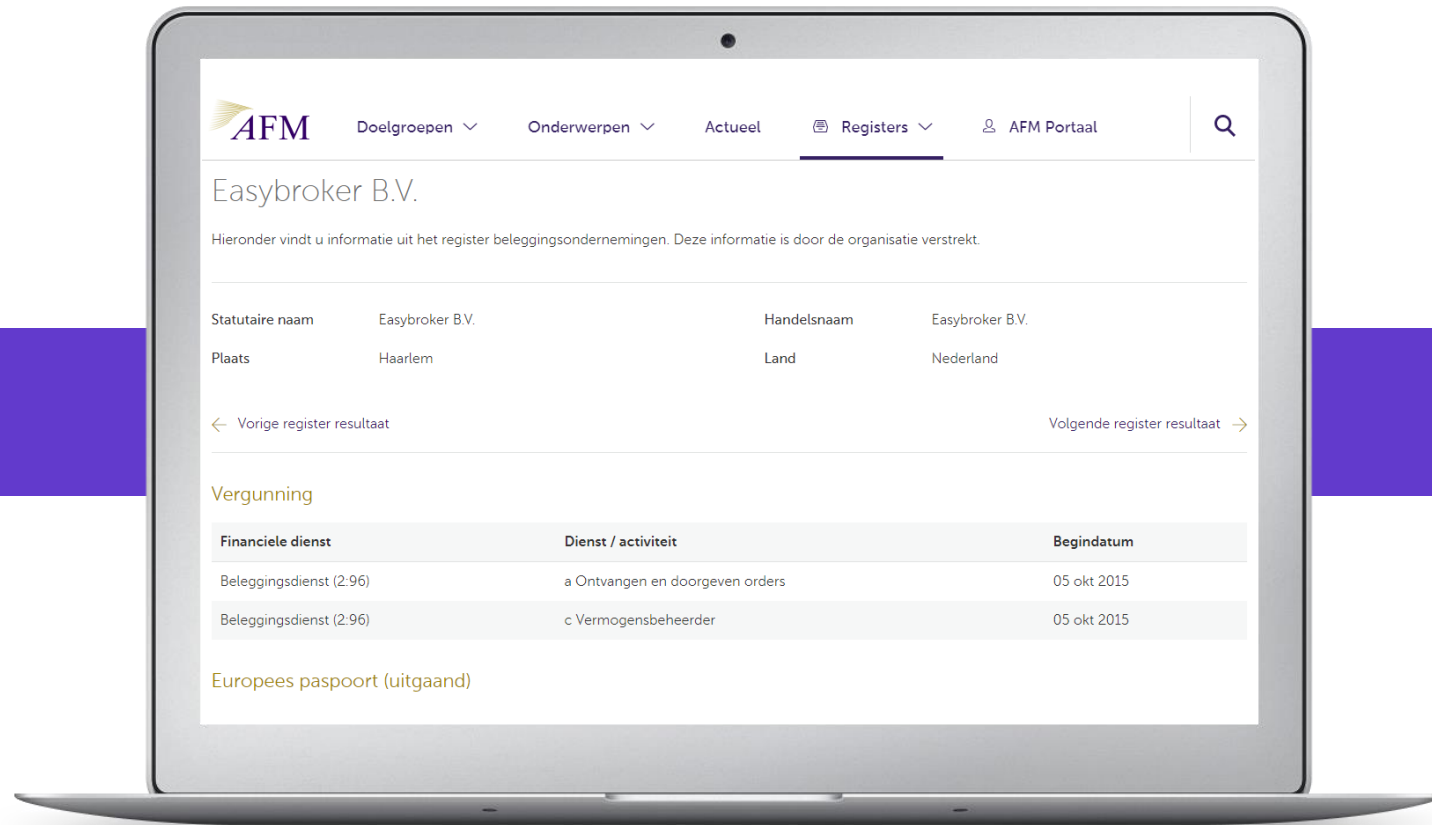 AFM Doelgroepen Onderwerpen Actueel Registers AFM Portaal
Easybroker B.V.
Hieronder vindt u informatie uit het register beleggingsondernemingen. Deze informatie is door de organisatie verstrekt.
Statutaire naam Easybroker B.V. Handelsnaam Easybroker B.V.
Plaats Haarlem Land Nederland
Vorige register resultaat Volgende register resultaat
Vergunning
Financiele dienst Dienst / activiteit Begindatum
Beleggingsdienst (2:96) a Ontvangen en doorgeven orders 05 okt 2015
Beleggingsdienst (2:96) c Vermogensbeheerder 05 okt 2015
Europees paspoort (uitgaand)